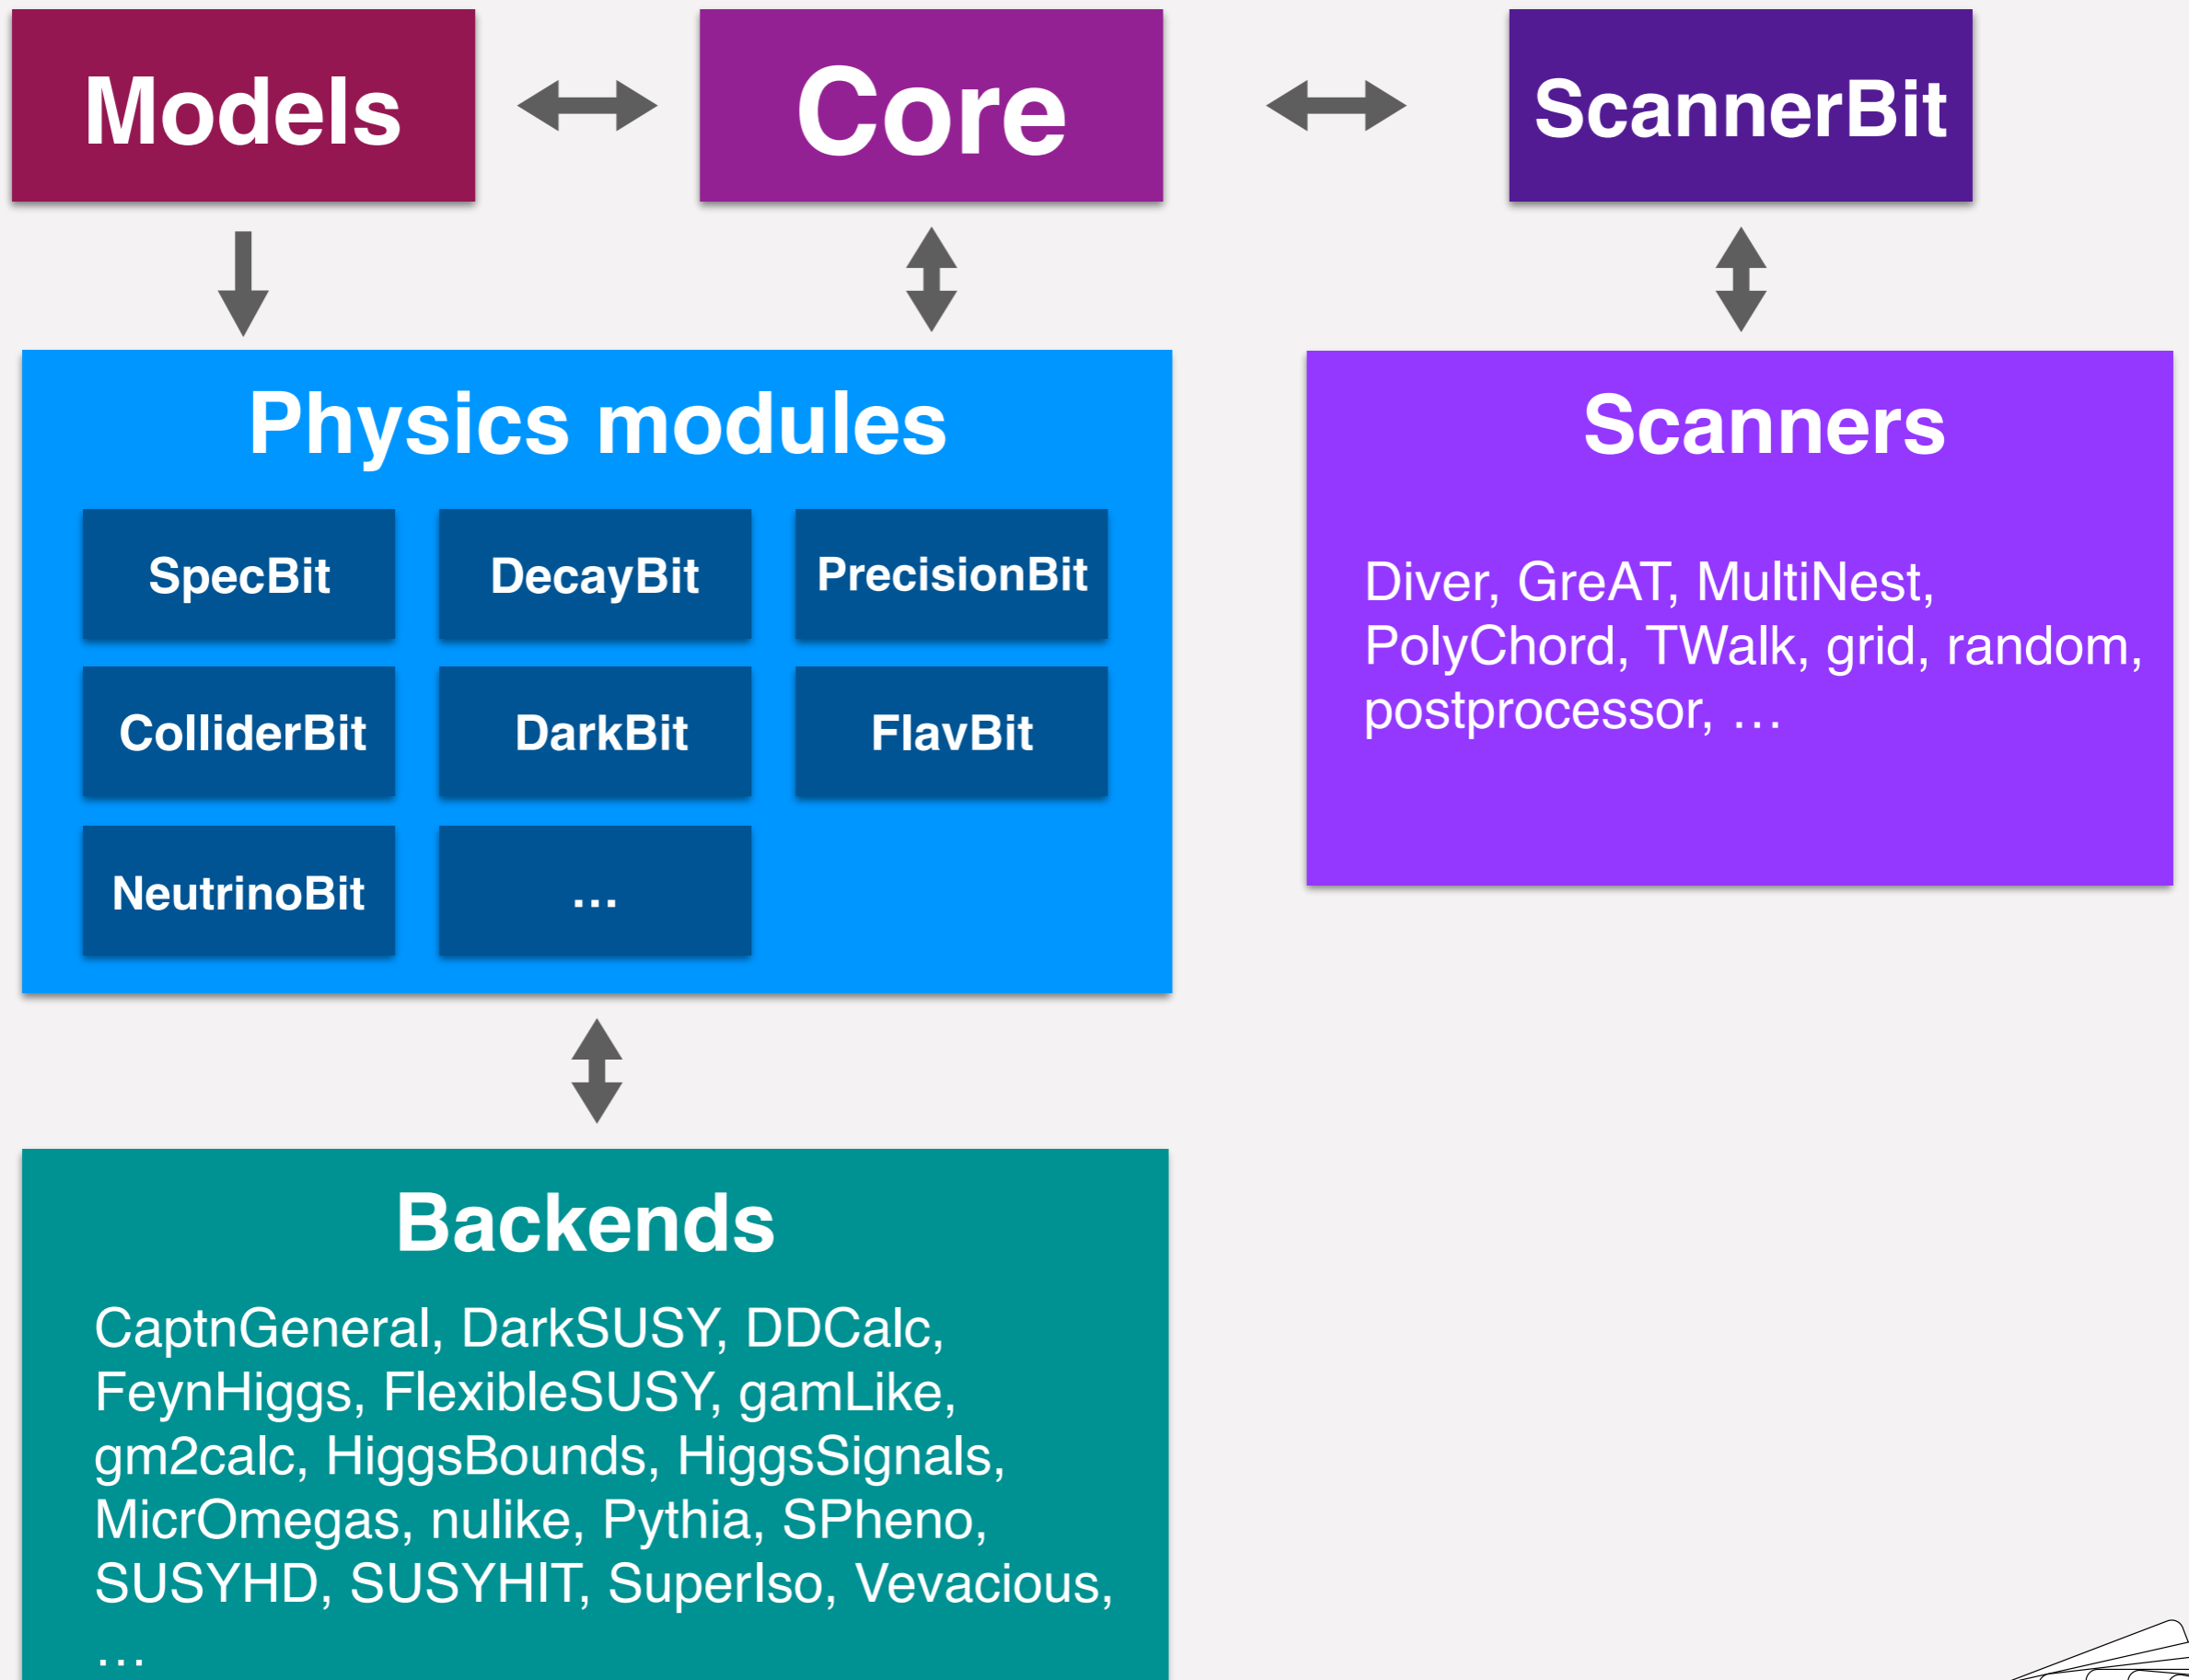 Models
Core
ScannerBit
Physics modules
SpecBit
DecayBit
PrecisionBit
ColliderBit
DarkBit
FlavBit
NeutrinoBit
...
Scanners
Diver, GreAT, MultiNest,
PolyChord, TWalk, grid, random,
postprocessor, …
Backends
CaptnGeneral, DarkSUSY, DDCalc,
FeynHiggs, FlexibleSUSY, gamLike,
gm2calc, HiggsBounds, HiggsSignals,
MicrOmegas, nulike, Pythia, SPheno,
SUSYHD, SUSYHIT, SuperIso, Vevacious,
…